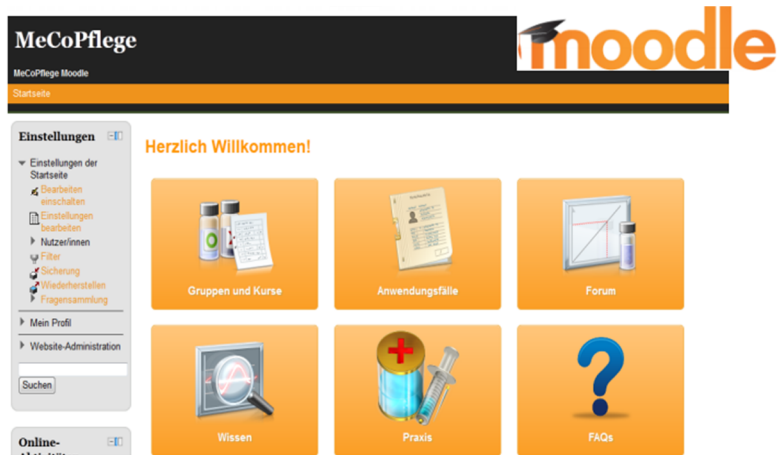 MeCoPflege
moodle
MeCoPflege Moodle
Startseite
Einstellungen
Einstellungen der
Startseite
Bearbeiten
einschalten
Einstellungen
bearbeiten
Nutzer/innen
Filter
Sicherung
Wiederherstellen
Fragensammlung
Mein Profil
Website-Administration
Suchen
Online-
Herzlich Willkommen!
Gruppen und Kurse
Anwendungsfälle
Forum
Wissen
Praxis
FAQs